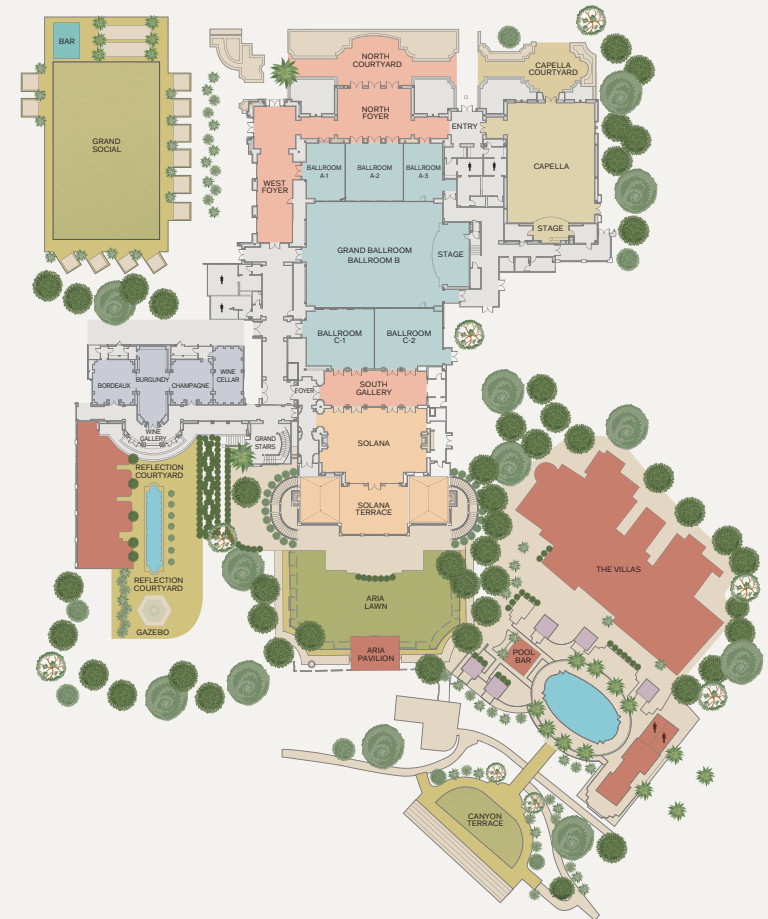 BAR
GRAND
SOCIAL
NORTH
COURTYARD
CAPELLA
COURTYARD
NORTH
FOYER
ENTRY
WEST
FOYER
BALLROOM
A-1
BALLROOM
A-2
BALLROOM
A-3
CAPELLA
STAGE
GRAND BALLROOM
BALLROOM B
STAGE
BALLROOM
C-1
BALLROOM
C-2
BORDEAUX
BURGUNDY
CHAMPAGNE
WINE
CELLAR
FOYER
SOUTH
GALLERY
WINE
GALLERY
GRAND
STAIRS
SOLANA
REFLECTION
COURTYARD
SOLANA
TERRACE
THE VILLAS
REFLECTION
COURTYARD
ARIA
LAWN
GAZEBO
ARIA
PAVILION
POOL
BAR
CANYON
TERRACE